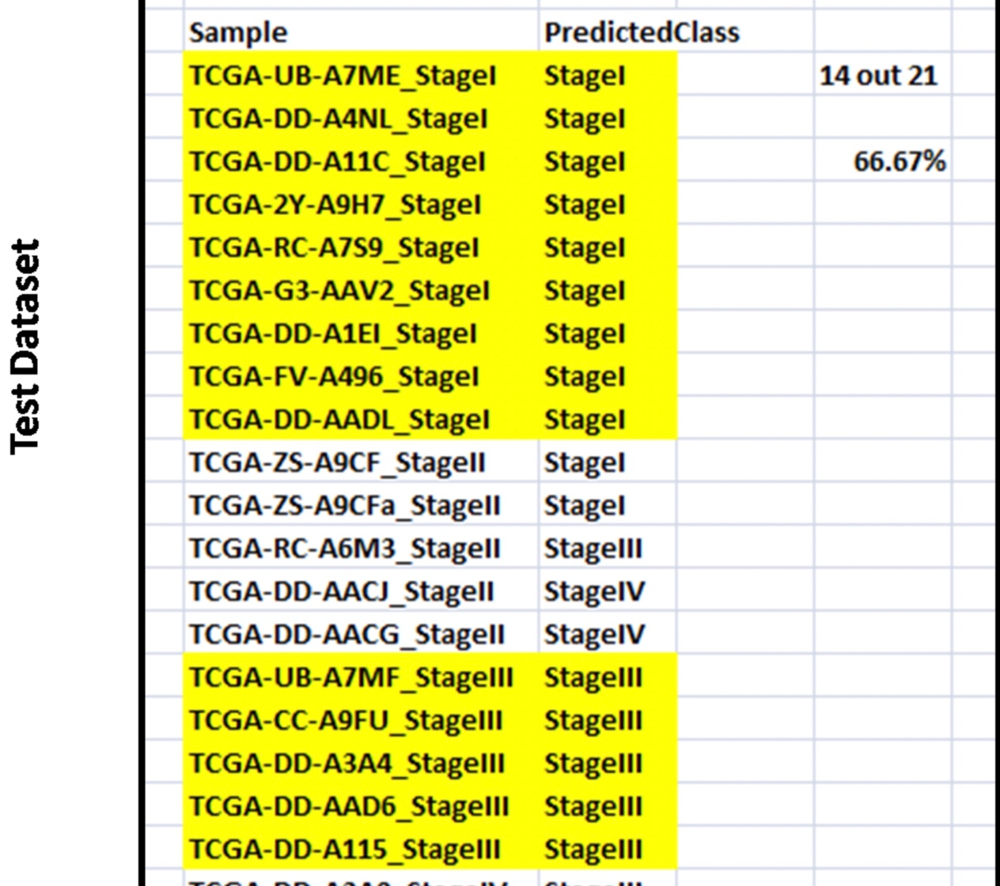 Test Dataset
Sample PredictedClass
TCGA-UB-A7ME_StageI StageI 14 out 21
TCGA-DD-A4NL_StageI StageI
TCGA-DD-A11C_StageI StageI 66.67%
TCGA-2Y-A9H7_StageI StageI
TCGA-RC-A7S9_StageI StageI
TCGA-G3-AAV2_StageI StageI
TCGA-DD-A1EI_StageI StageI
TCGA-FV-A496_StageI StageI
TCGA-DD-AADL_StageI StageI
TCGA-ZS-A9CF_StageII StageI
TCGA-ZS-A9CFa_StageII StageI
TCGA-RC-A6M3_StageII StageIII
TCGA-DD-AACJ_StageII StageIV
TCGA-DD-AACG_StageII StageIV
TCGA-UB-A7MF_StageIII StageIII
TCGA-CC-A9FU_StageIII StageIII
TCGA-DD-A3A4_StageIII StageIII
TCGA-DD-AAD6_StageIII StageIII
TCGA-DD-A115_StageIII StageIII